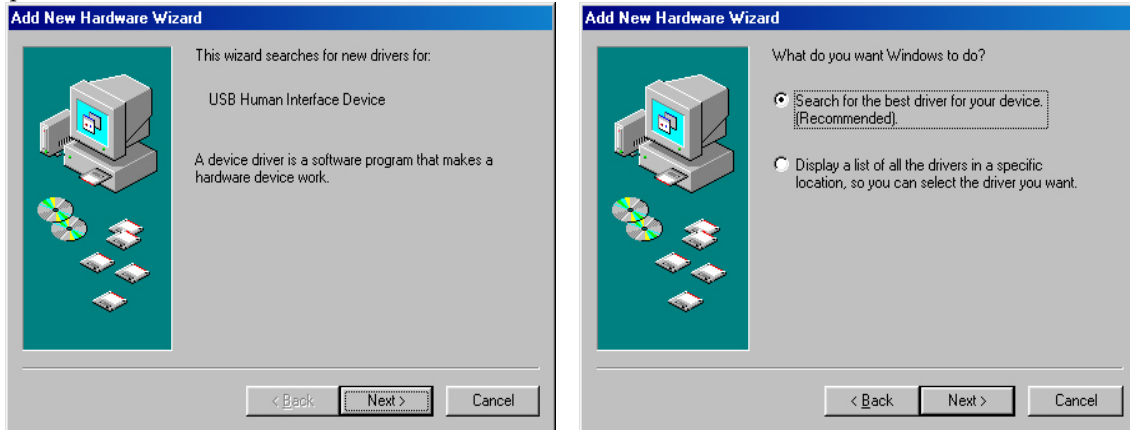 Add New Hardware Wizard
This wizard searches for new drivers for:
USB Human Interface Device
A device driver is a software program that makes a
hardware device work.
< Back
Next >
Cancel
Add New Hardware Wizard
What do you want Windows to do?
Search for the best driver for your device.
(Recommended).
Display a list of all the drivers in a specific
location, so you can select the driver you want.
< Back
Next >
Cancel